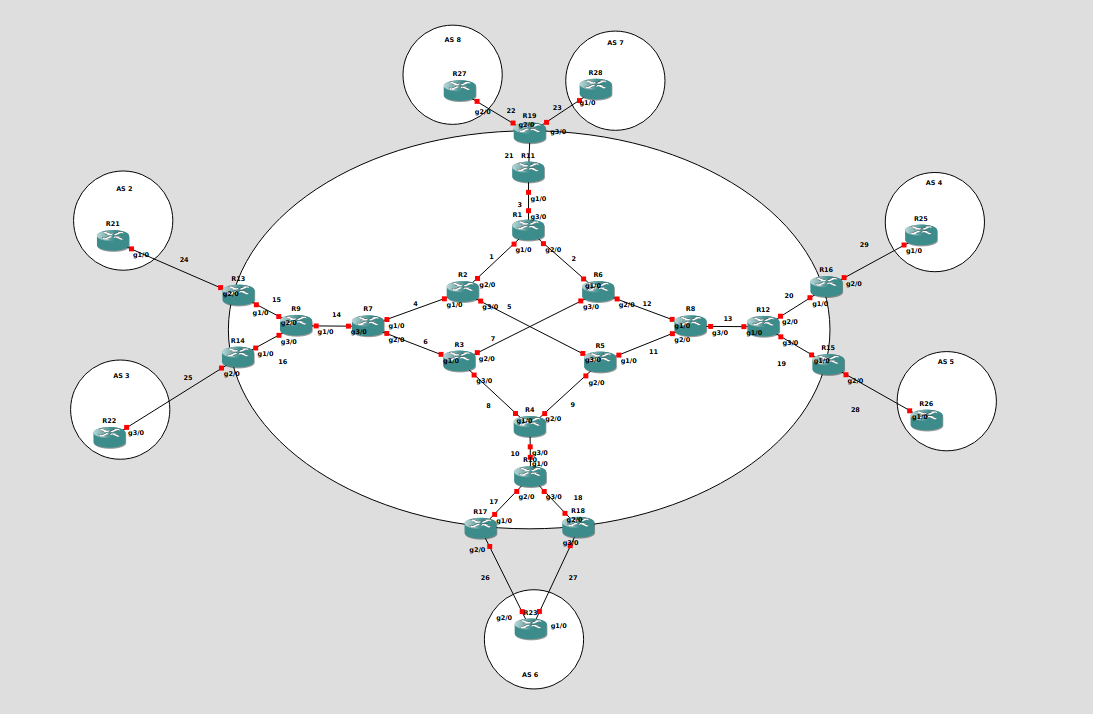 AS 8
AS 7
R27
R28
g2/0
22
23
g1/0
R19
g2/0
g3/0
21
R11
g1/0
3
R1
g3/0
g1/0
g2/0
1
2
AS 2
R21
g1/0
24
AS 4
R25
g1/0
29
R13
g2/0
g1/0
15
R9
g2/0
g1/0
g3/0
14
R7
g3/0
g1/0
g2/0
4
R2
g2/0
g1/0
g3/0
5
R6
g1/0
g2/0
g3/0
12
R8
g1/0
g2/0
g3/0
13
R12
g1/0
g2/0
g3/0
20
R16
g1/0
g2/0
R14
g1/0
g2/0
16
6
7
R3
g1/0
g2/0
g3/0
R5
g3/0
g1/0
g2/0
11
19
R15
g1/0
g2/0
AS 3
R22
g3/0
25
AS 5
R26
g1/0
28
8
9
R4
g1/0
g2/0
g3/0
10
R10
g1/0
g2/0
g3/0
17
18
R17
g1/0
g2/0
R18
g2/0
g3/0
26
27
R23
g2/0
g1/0
AS 6